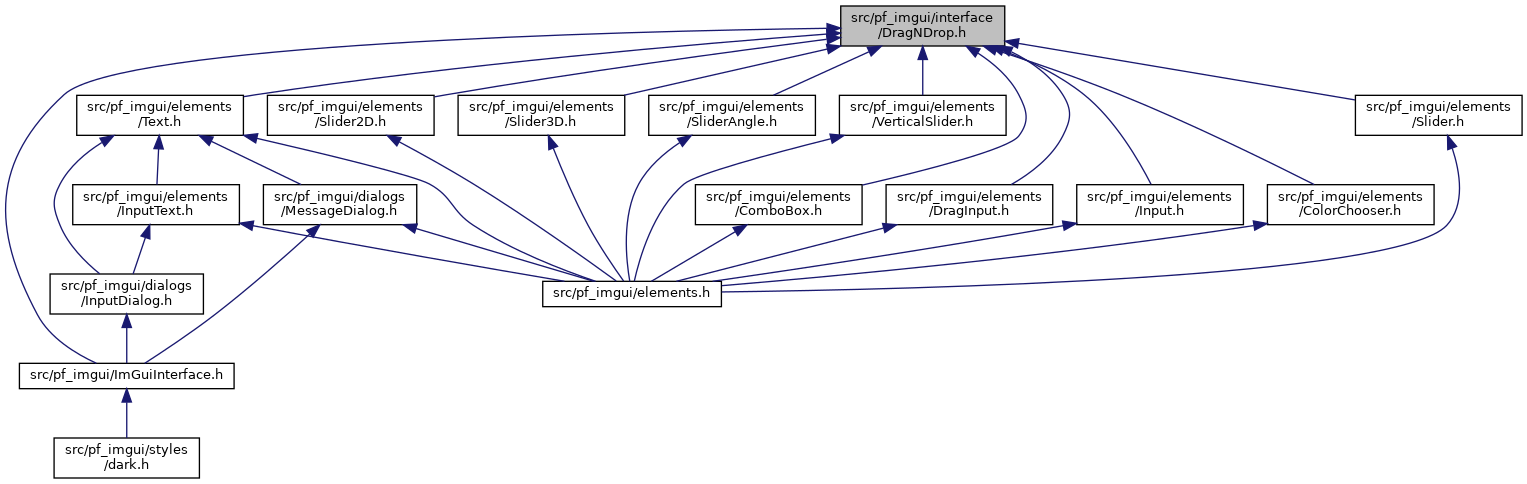 src/pf_imgui/interface
/DragNDrop.h
src/pf_imgui/elements
/Text.h
src/pf_imgui/elements
/Slider2D.h
src/pf_imgui/elements
/Slider3D.h
src/pf_imgui/elements
/SliderAngle.h
src/pf_imgui/elements
/VerticalSlider.h
src/pf_imgui/elements
/Slider.h
src/pf_imgui/elements
/InputText.h
src/pf_imgui/dialogs
/MessageDialog.h
src/pf_imgui/elements
/ComboBox.h
src/pf_imgui/elements
/DragInput.h
src/pf_imgui/elements
/Input.h
src/pf_imgui/elements
/ColorChooser.h
src/pf_imgui/dialogs
/InputDialog.h
src/pf_imgui/elements.h
src/pf_imgui/ImGuiInterface.h
src/pf_imgui/styles
/dark.h